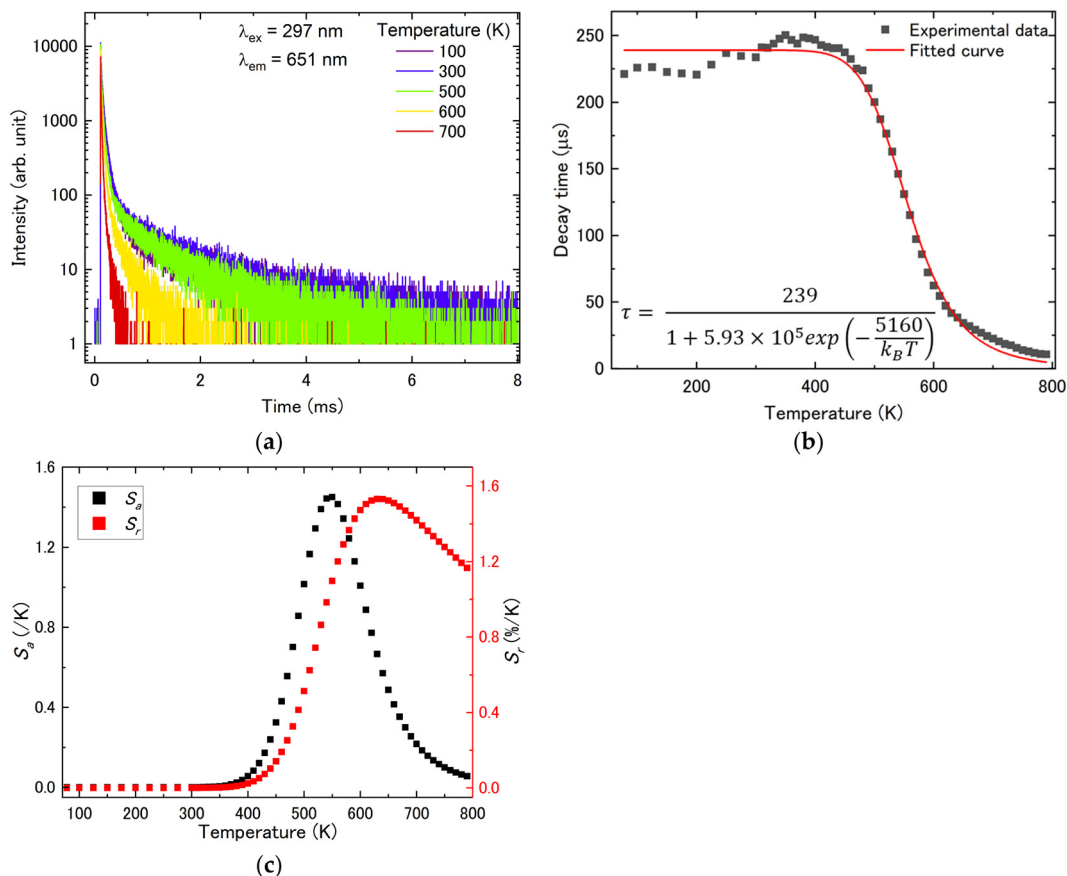 λex = 297 nm
λem = 651 nm
Temperature (K)
100
300
500
600
700
10000
1000
100
10
1
0
2
4
6
8
Intensity (arb. unit)
Time (ms)
(a)
Experimental data
Fitted curve
250
200
150
100
50
0
200
400
600
800
Decay time (μs)
Temperature (K)
τ = 239 / 1 + 5.93 × 10⁵exp (−5160/kBT)
(b)
Sa
Sr
1.6
1.2
0.8
0.4
0.0
1.6
1.2
0.8
0.4
0.0
100
200
300
400
500
600
700
800
Sa (/K)
Sr (%/K)
Temperature (K)
(c)